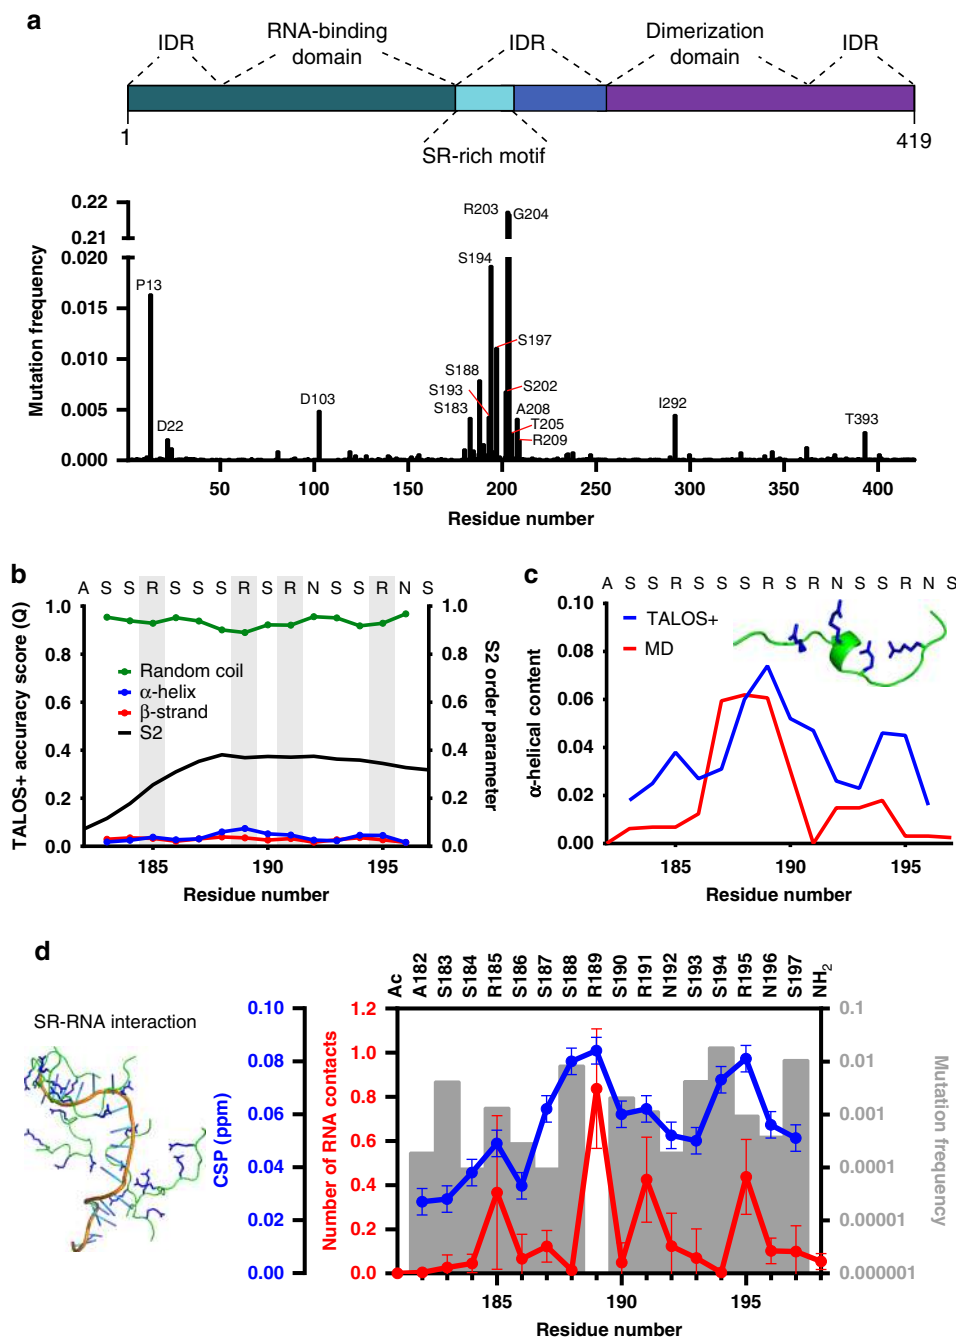 a
IDR
RNA-binding domain
IDR
Dimerization domain
IDR
1
SR-rich motif
419
Mutation frequency
0.22
0.21
0.020
0.015
0.010
0.005
0.000
P13
D22
D103
S183
S193
S188
S194
R203
G204
S197
S202
A208
T205
R209
I292
T393
50 100 150 200 250 300 350 400
Residue number
b
A S S R S S S R S R N S S R N S
TALOS+ accuracy score (Q)
1.0
0.8
0.6
0.4
0.2
0.0
Random coil
α-helix
β-strand
S2
1.0
0.8
0.6
0.4
0.2
0.0
S2 order parameter
185 190 195
Residue number
c
A S S R S S S R S R N S S R N S
α-helical content
0.10
0.08
0.06
0.04
0.02
0.00
TALOS+
MD
185 190 195
Residue number
d
SR-RNA interaction
CSP (ppm)
0.10
0.08
0.06
0.04
0.02
0.00
Number of RNA contacts
1.2
1.0
0.8
0.6
0.4
0.2
0.0
Ac A182 S183 S184 R185 S186 S187 S188 R189 S190 R191 N192 S193 S194 R195 N196 S197 NH2
0.1
0.01
0.001
0.0001
0.00001
0.000001
Mutation frequency
185 190 195
Residue number